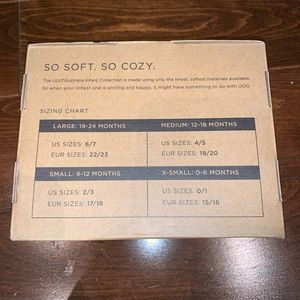 SO SOFT. SO COZY.
The UGG®Australia Infant Collection is made using only the finest, softest materials available.
So when your littlest one is smiling and happy, it might have something to do with UGG.
SIZING CHART
LARGE: 18-24 MONTHS
US SIZES: 6/7
EUR SIZES: 22/23
MEDIUM: 12-18 MONTHS
US SIZES: 4/5
EUR SIZES: 19/20
SMALL: 6-12 MONTHS
US SIZES: 2/3
EUR SIZES: 17/18
X-SMALL: 0-6 MONTHS
US SIZES: 0/1
EUR SIZES: 15/16